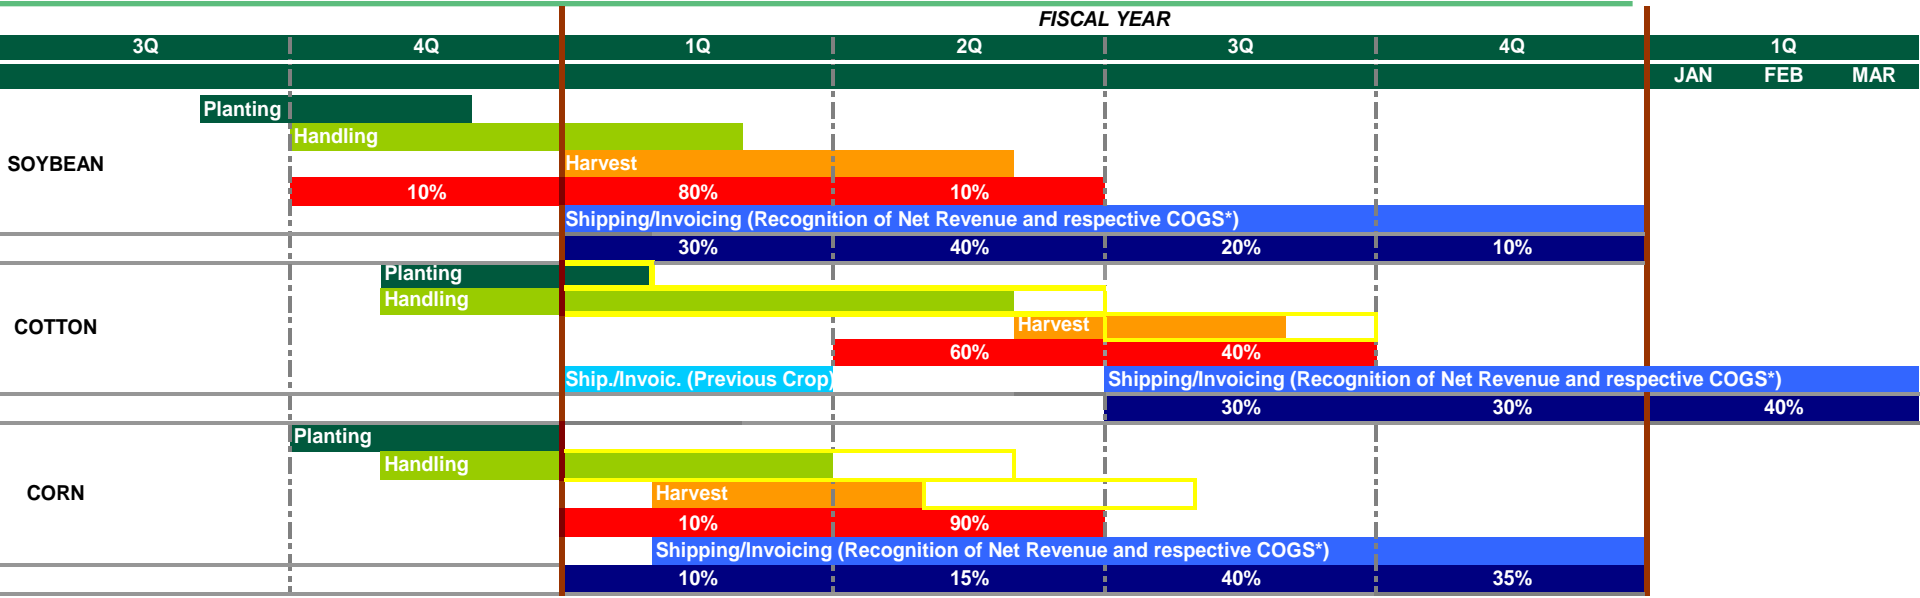 FISCAL YEAR
3Q 4Q 1Q 2Q 3Q 4Q 1Q
JAN FEB MAR
Planting
Handling
SOYBEAN
Harvest
10% 80% 10%
Shipping/Invoicing (Recognition of Net Revenue and respective COGS*)
30% 40% 20% 10%
Planting
Handling
COTTON
Harvest
60% 40%
Ship./Invoic. (Previous Crop) Shipping/Invoicing (Recognition of Net Revenue and respective COGS*)
30% 30% 40%
Planting
Handling
CORN
Harvest
10% 90%
Shipping/Invoicing (Recognition of Net Revenue and respective COGS*)
10% 15% 40% 35%